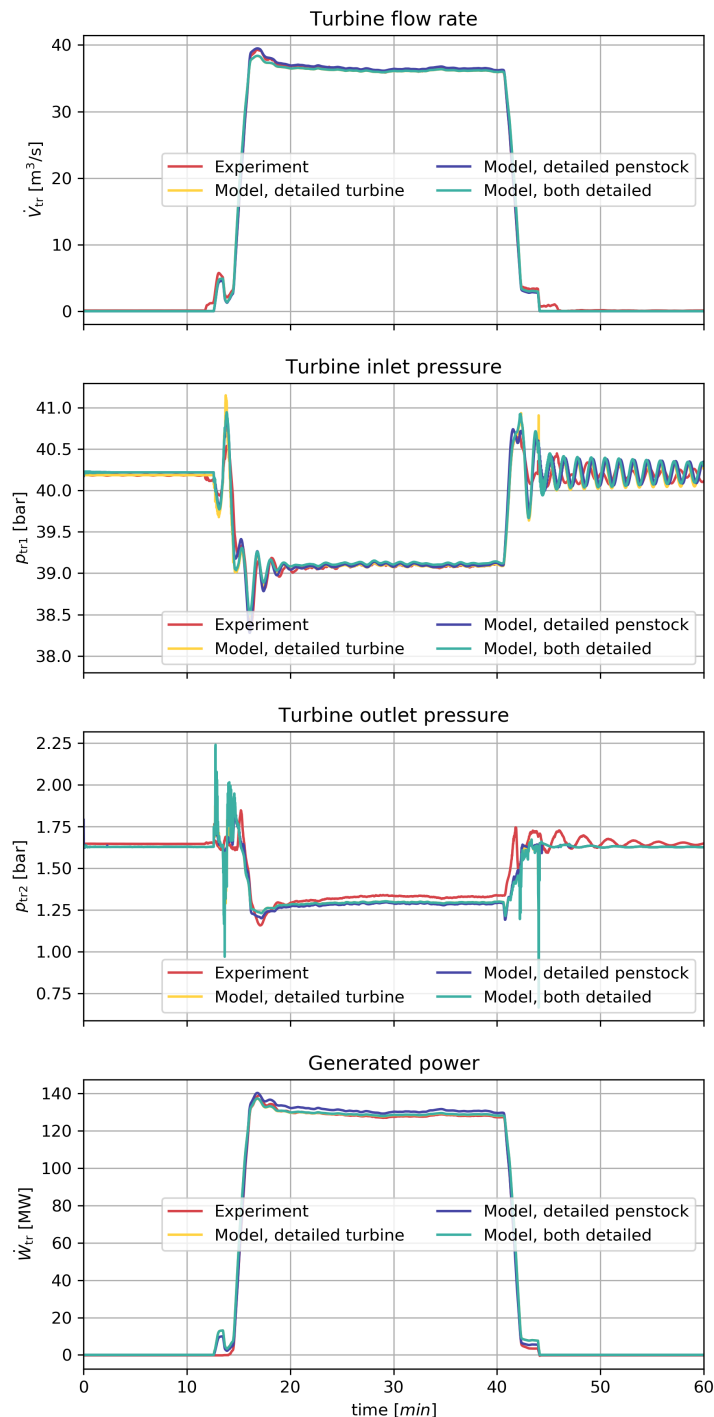 Turbine flow rate
40
30
20
10
0
V̇tr [m³/s]
Experiment
Model, detailed turbine
Model, detailed penstock
Model, both detailed
Turbine inlet pressure
41.0
40.5
40.0
39.5
39.0
38.5
38.0
ptr1 [bar]
Experiment
Model, detailed turbine
Model, detailed penstock
Model, both detailed
Turbine outlet pressure
2.25
2.00
1.75
1.50
1.25
1.00
0.75
ptr2 [bar]
Experiment
Model, detailed turbine
Model, detailed penstock
Model, both detailed
Generated power
140
120
100
80
60
40
20
0
Ẇtr [MW]
Experiment
Model, detailed turbine
Model, detailed penstock
Model, both detailed
0 10 20 30 40 50 60
time [min]